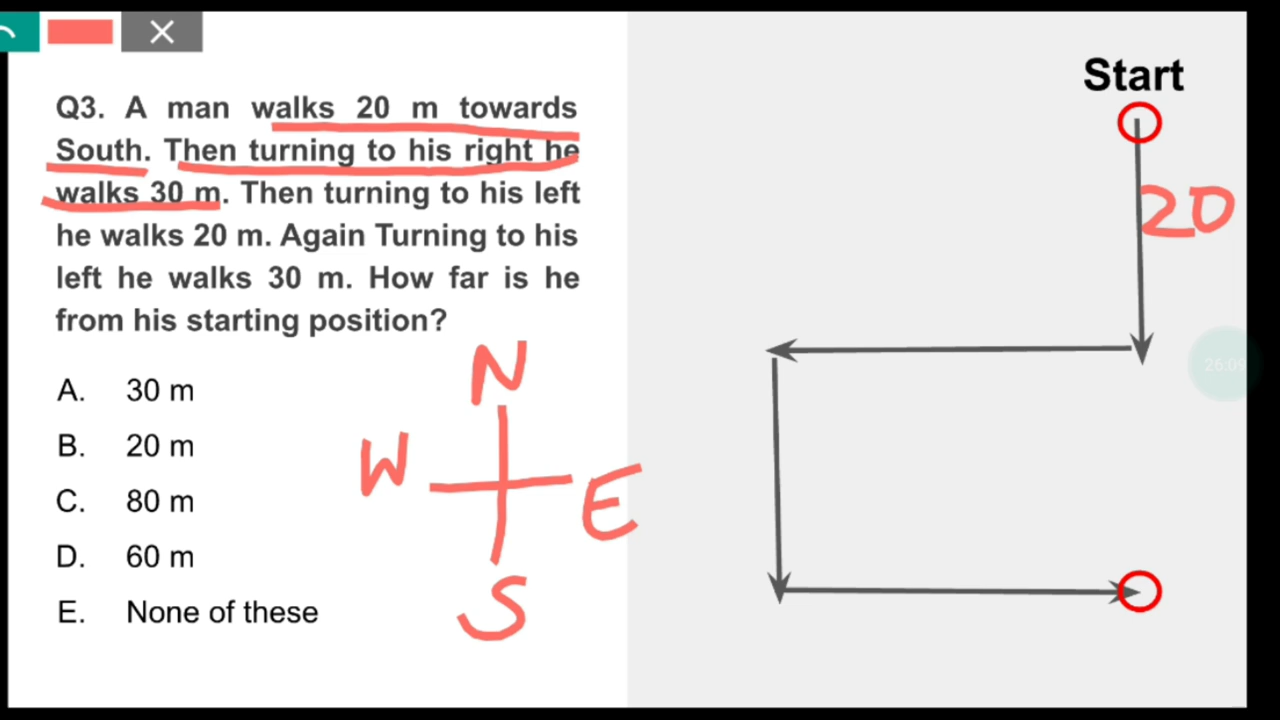 Q3. A man walks 20 m towards
South. Then turning to his right he
walks 30 m. Then turning to his left
he walks 20 m. Again Turning to his
left he walks 30 m. How far is he
from his starting position?
A. 30 m
B. 20 m
C. 80 m
D. 60 m
E. None of these
N
W
E
S
Start
20
26:09